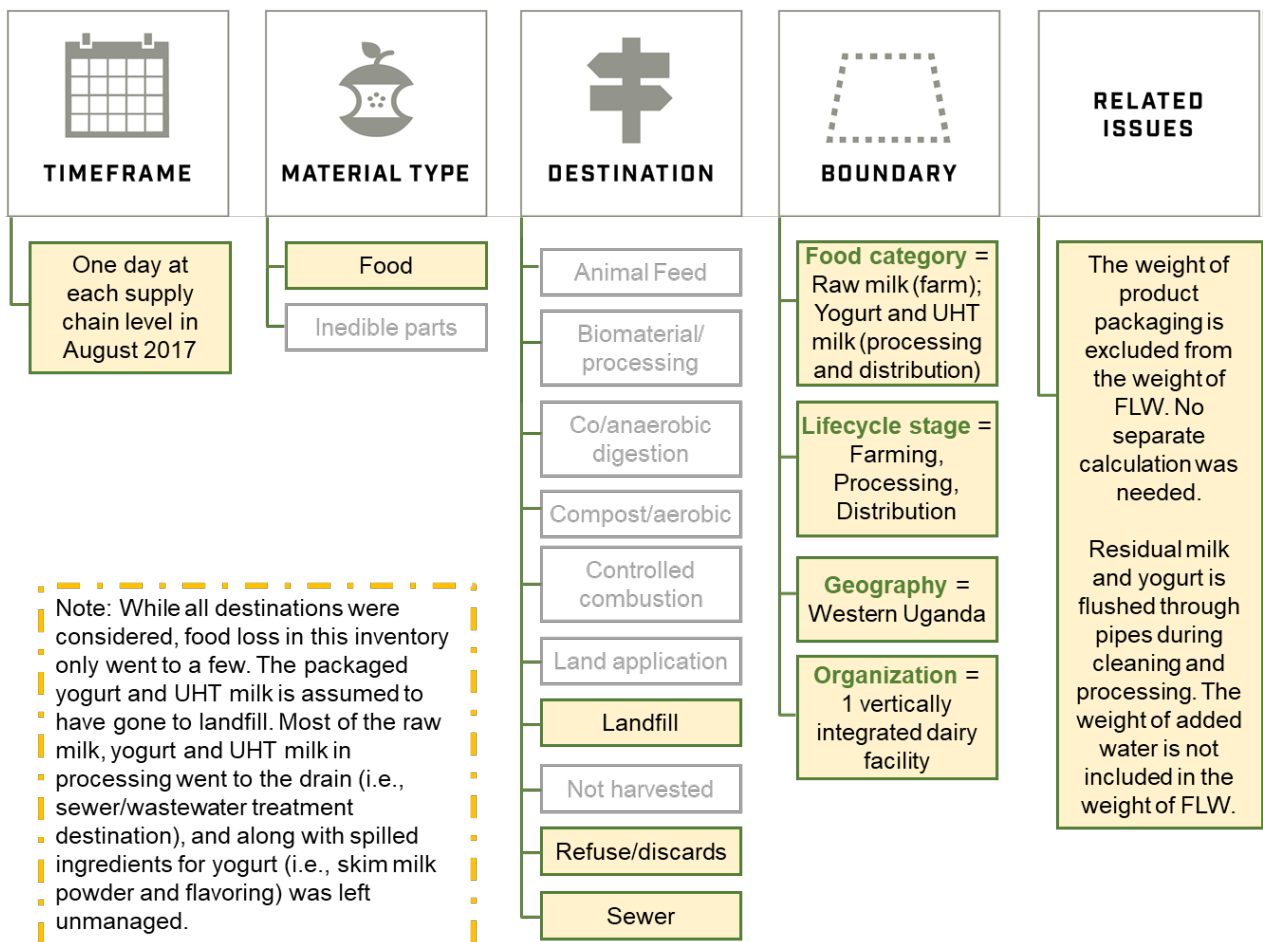 TIMEFRAME
One day at
each supply
chain level in
August 2017
MATERIAL TYPE
Food
Inedible parts
DESTINATION
Animal Feed
Biomaterial/
processing
Co/anaerobic
digestion
Compost/aerobic
Controlled
combustion
Land application
Landfill
Not harvested
Refuse/discards
Sewer
BOUNDARY
Food category =
Raw milk (farm);
Yogurt and UHT
milk (processing
and distribution)
Lifecycle stage =
Farming,
Processing,
Distribution
Geography =
Western Uganda
Organization =
1 vertically
integrated dairy
facility
RELATED
ISSUES
The weight of
product
packaging is
excluded from
the weight of
FLW. No
separate
calculation was
needed.
Residual milk
and yogurt is
flushed through
pipes during
cleaning and
processing. The
weight of added
water is not
included in the
weight of FLW.
Note: While all destinations were
considered, food loss in this inventory
only went to a few. The packaged
yogurt and UHT milk is assumed to
have gone to landfill. Most of the raw
milk, yogurt and UHT milk in
processing went to the drain (i.e.,
sewer/wastewater treatment
destination), and along with spilled
ingredients for yogurt (i.e., skim milk
powder and flavoring) was left
unmanaged.